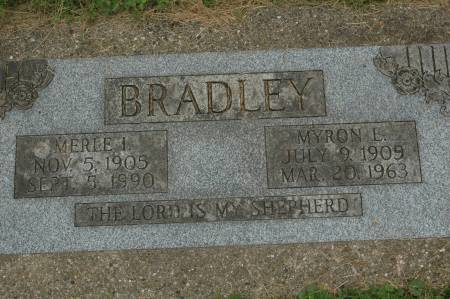 BRADLEY
MERLE I.
NOV. 5, 1905
SEPT. 5, 1990
MYRON L.
JULY 9, 1909
MAR. 20, 1963
THE LORD IS MY SHEPHERD